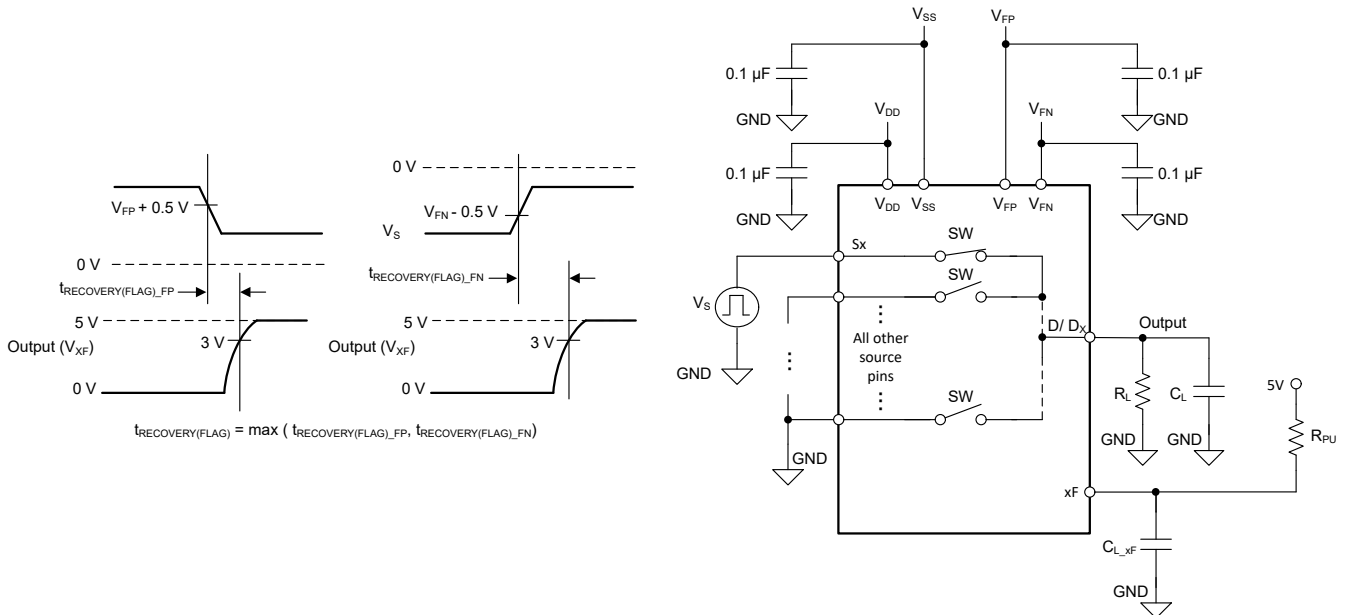 0 V
V_FP + 0.5 V
0 V
t_RECOVERY(FLAG)_FP
5 V
3 V
Output (V_XF)
0 V
0 V
V_FN - 0.5 V
V_S
t_RECOVERY(FLAG)_FN
5 V
3 V
Output (V_XF)
0 V
t_RECOVERY(FLAG) = max ( t_RECOVERY(FLAG)_FP, t_RECOVERY(FLAG)_FN)
V_SS
V_FP
0.1 µF
0.1 µF
GND
GND
V_DD
V_FN
0.1 µF
0.1 µF
GND
GND
V_DD
V_SS
V_FP
V_FN
Sx
SW
SW
V_S
GND
All other
source
pins
SW
GND
D/ D_X
Output
R_L
C_L
GND
GND
5V
R_PU
xF
C_L_xF
GND